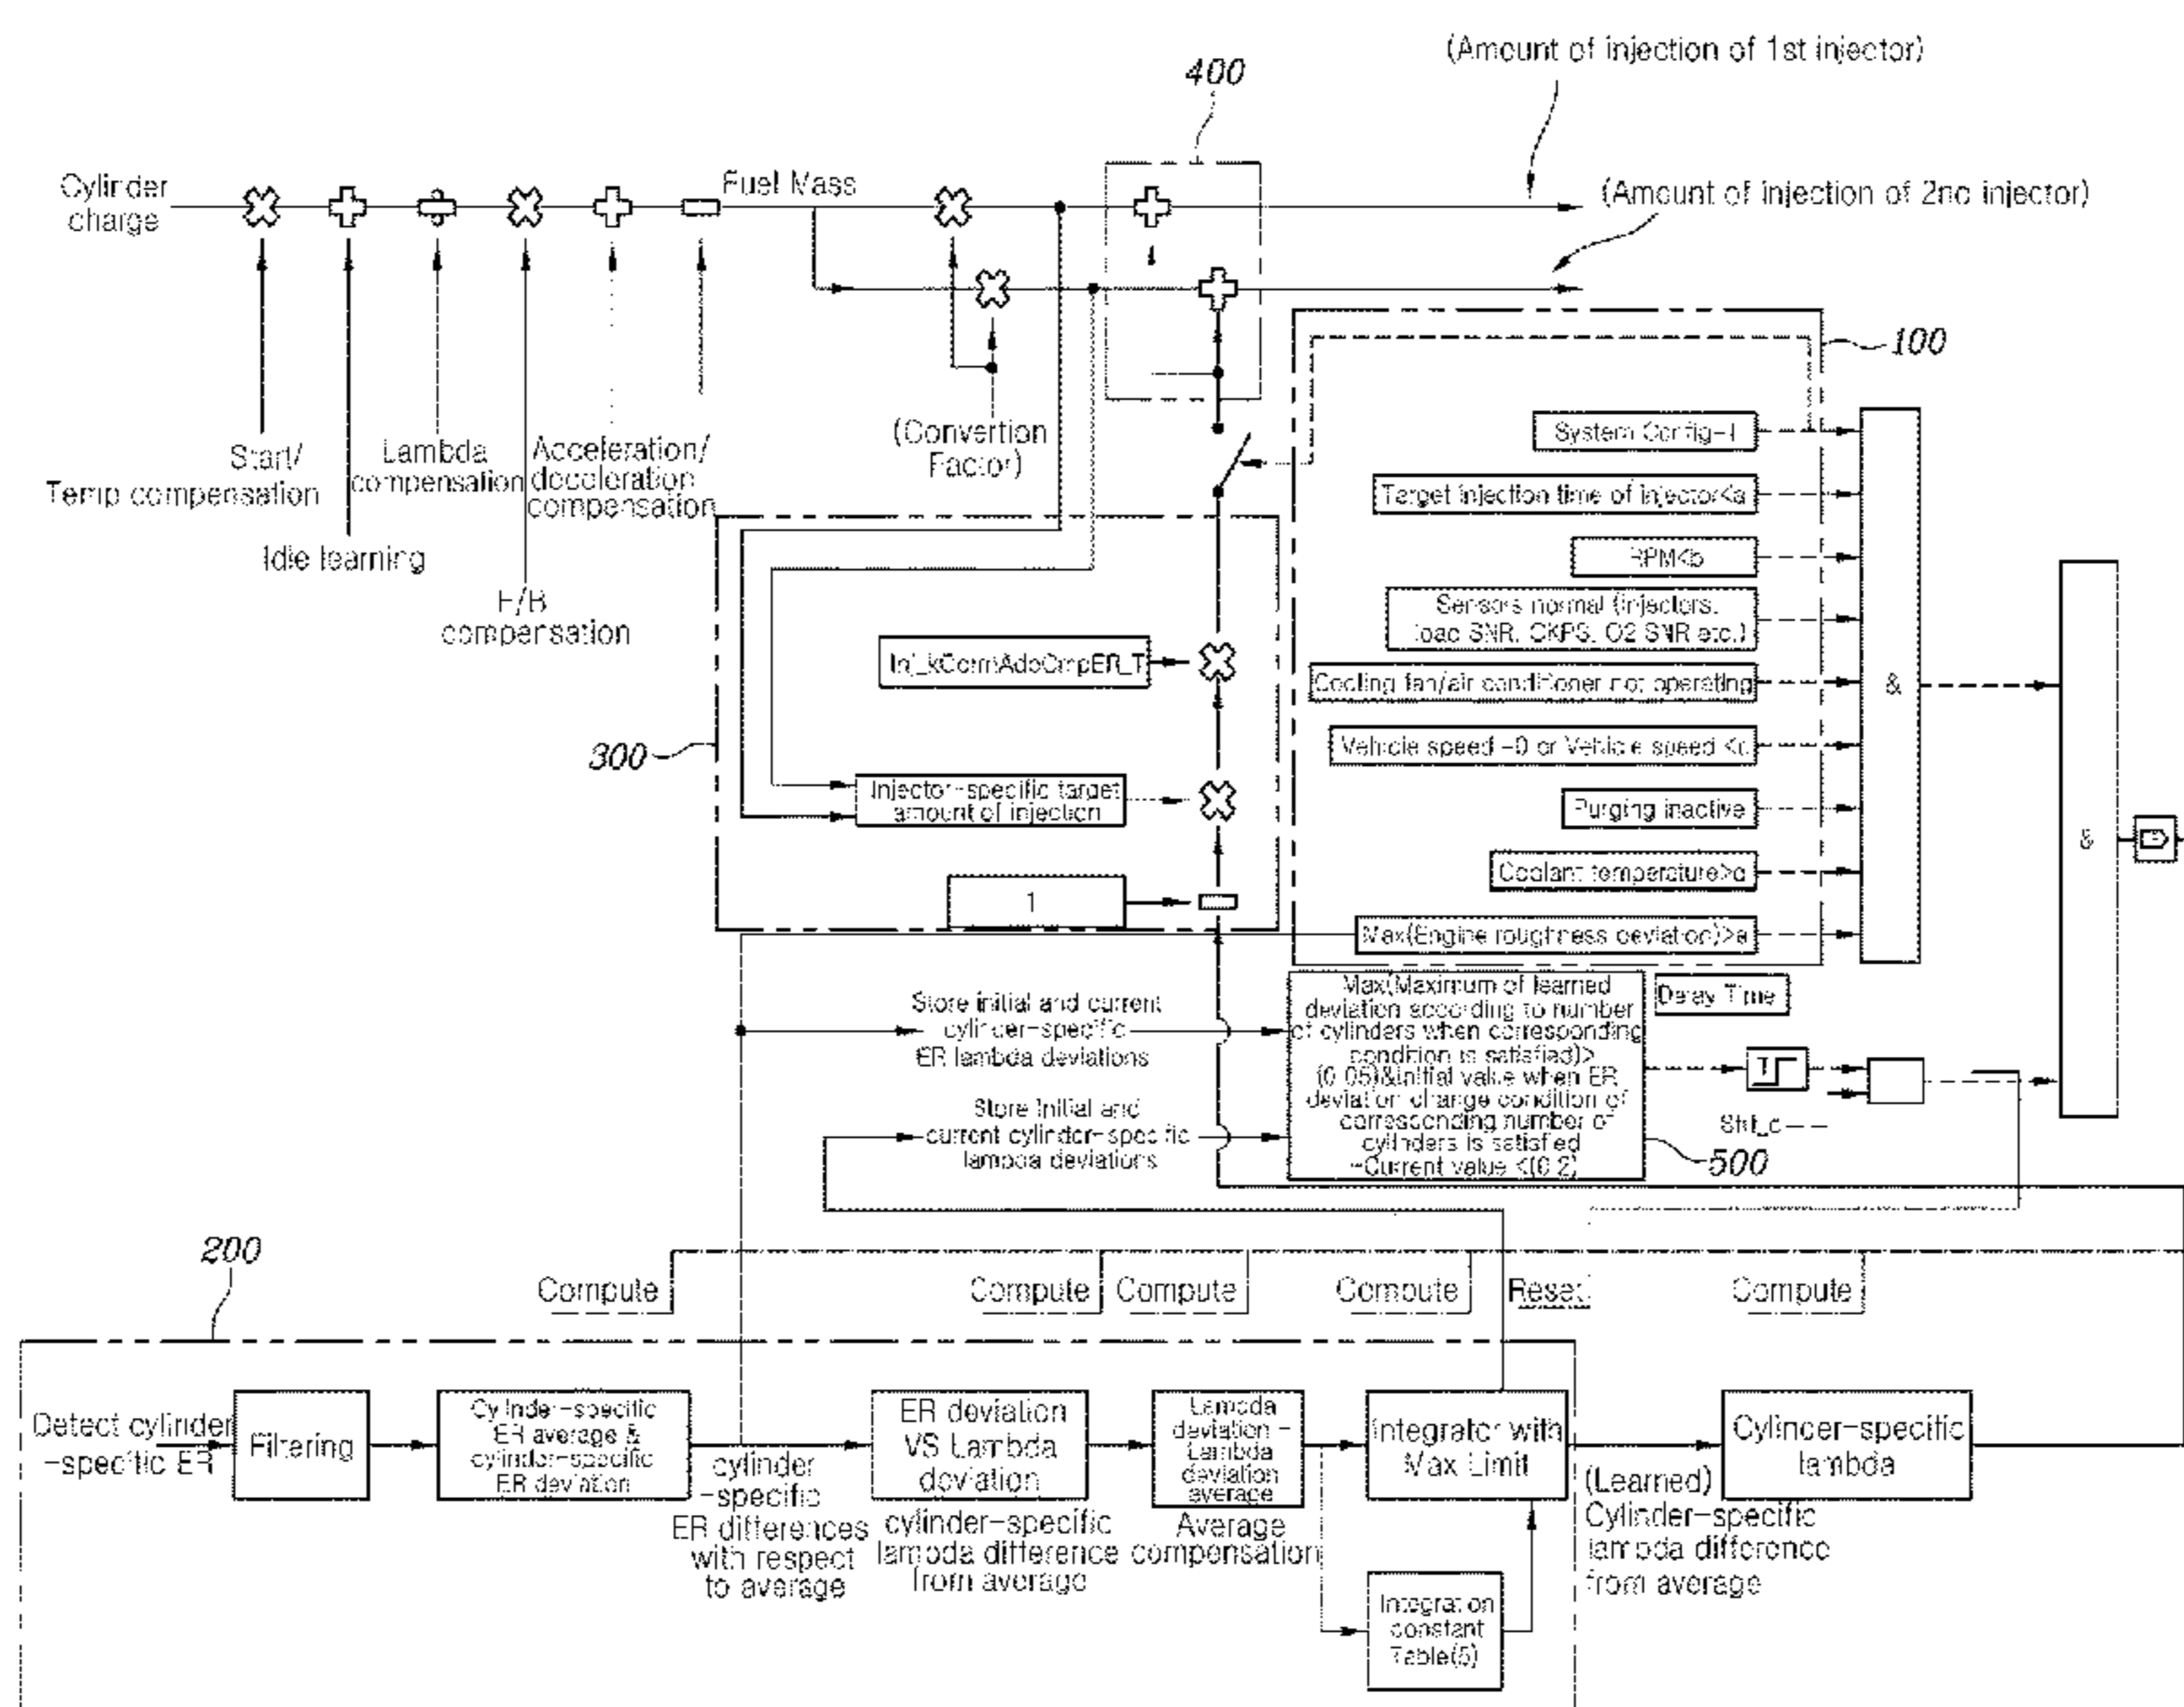 (Amount of injection of 1st injector)
400
Cylinder
charge
Fuel Mass
(Amount of injection of 2nd injector)
100
Start/
Temp compensation
Idle learning
Lambda
compensation
F/B
compensation
Acceleration/
deceleration
compensation
(Convertion
Factor)
System Config-1
Target injection time of injector<a
RPM<b
Sensors normal (injectors,
load SNR, CKPS, O2 SNR etc.)
Cooling fan/air conditioner not operating
Vehicle speed =0 or Vehicle speed <c
Purging inactive
Coolant temperature>d
Max(Engine roughness deviation)>e
&
&
300
Injector-specific target
amount of injection
1
Store initial and current
cylinder-specific
ER lambda deviations
Store Initial and
current cylinder-specific
lambda deviations
Max(Maximum of learned
deviation according to number
of cylinders when corresponding
condition is satisfied)>
(0.05)&Initial value when ER
deviation change condition of
corresponding number of
cylinders is satisfied
-Current value <(0.2)
Delay Time
500
200
Compute
Compute
Compute
Compute
Reset
Compute
Detect cylinder
-specific ER
Filtering
Cylinder-specific
ER average &
cylinder-specific
ER deviation
cylinder
-specific
ER differences
with respect
to average
ER deviation
VS Lambda
deviation
cylinder-specific
lambda difference
from average
Lambda
deviation -
Lambda
deviation
average
Average
compensation
Integrator with
Max Limit
Integration
constant
Table(5)
(Learned)
Cylinder-specific
lambda difference
from average
Cylinder-specific
lambda